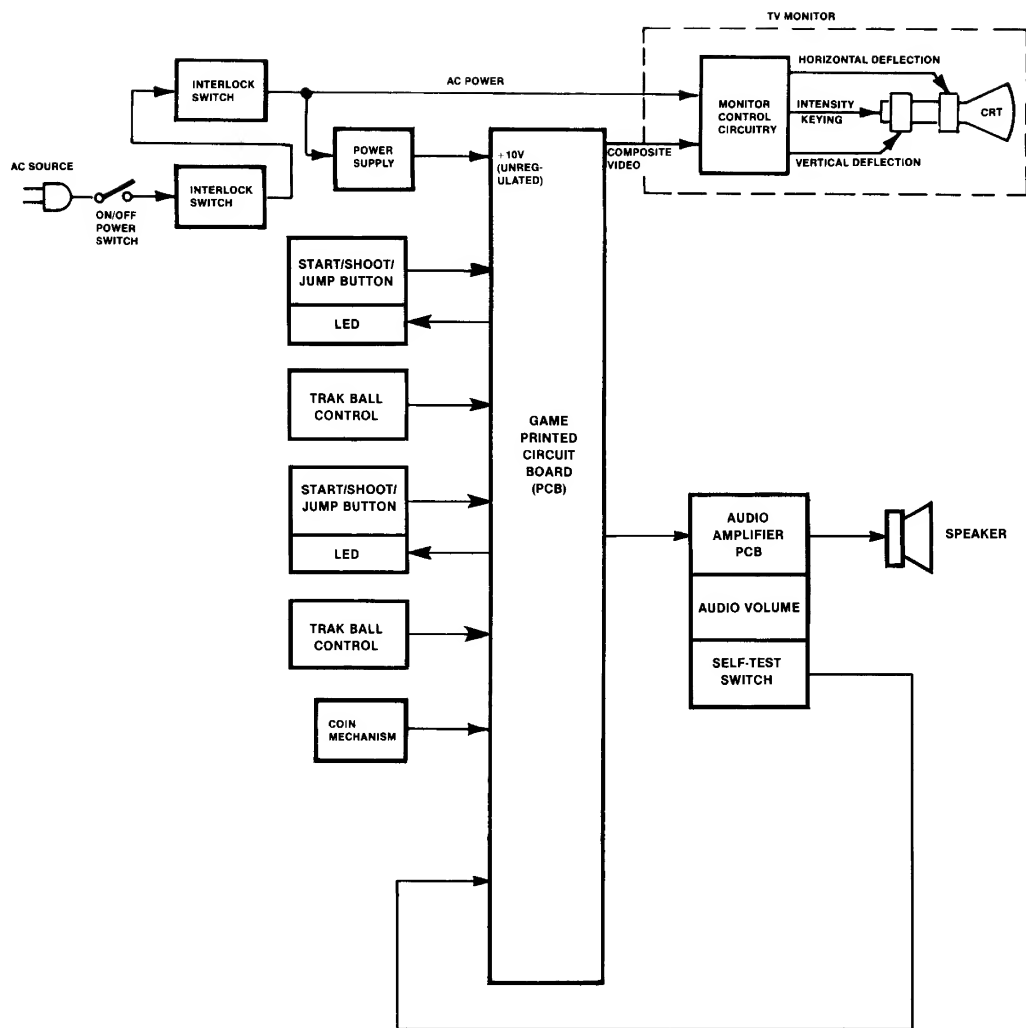 TV MONITOR
INTERLOCK
SWITCH
AC POWER
HORIZONTAL DEFLECTION
MONITOR
CONTROL
CIRCUITRY
INTENSITY
KEYING
CRT
VERTICAL DEFLECTION
POWER
SUPPLY
+10V
(UNREG-
ULATED)
COMPOSITE
VIDEO
AC SOURCE
ON/OFF
POWER
SWITCH
INTERLOCK
SWITCH
START/SHOOT/
JUMP BUTTON
LED
TRAK BALL
CONTROL
START/SHOOT/
JUMP BUTTON
LED
TRAK BALL
CONTROL
COIN
MECHANISM
GAME
PRINTED
CIRCUIT
BOARD
(PCB)
AUDIO
AMPLIFIER
PCB
SPEAKER
AUDIO VOLUME
SELF-TEST
SWITCH